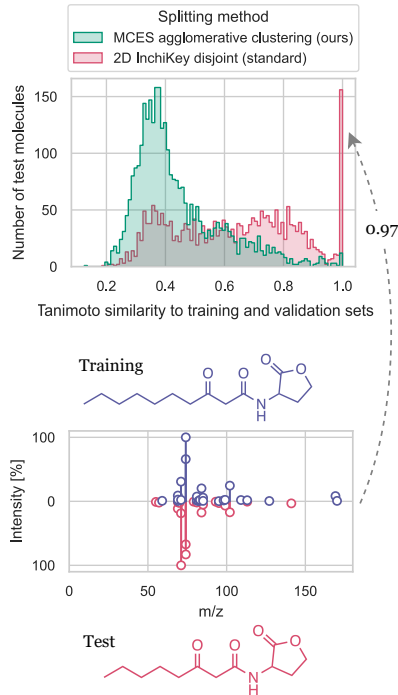 Splitting method
MCES agglomerative clustering (ours)
2D InchiKey disjoint (standard)
Number of test molecules
150
100
50
0
0.2
0.4
0.6
0.8
1.0
Tanimoto similarity to training and validation sets
0.97
Training
O
O
O
O
N
H
Intensity [%]
100
0
100
0
50
100
150
m/z
Test
O
O
O
O
N
H